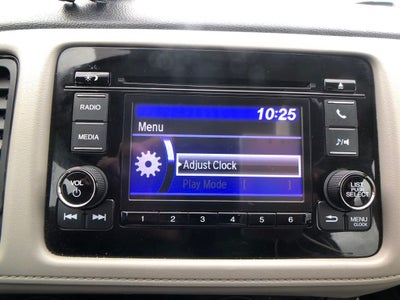 10:25
RADIO
Menu
MEDIA
Adjust Clock
VOL
LIST
PUSH
SELECT
Play Mode [ ]
1 2 3 4 5 6
MENU
CLOCK